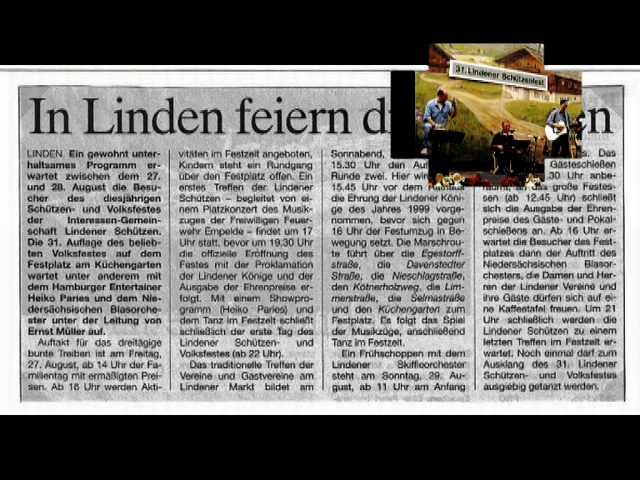 In Linden feiern d
n
31. Lindener Schützenfest
LINDEN. Ein gewohnt unter-
haltsames Programm er-
wartet zwischen dem 27.
und 28. August die Besu-
cher des diesjährigen
Schützen- und Volksfestes
der Interessen-Gemein-
schaft Lindener Schützen.
Die 31. Auflage des belieb-
ten Volksfestes auf dem
Festplatz am Küchengarten
wartet unter anderem mit
dem Hamburger Entertainer
Heiko Paries und dem Nie-
dersächsischen Blasorche-
ster unter der Leitung von
Ernst Müller auf.
Auftakt für das dreitägige
bunte Treiben ist am Freitag,
27. August, ab 14 Uhr der Fa-
milientag mit ermäßigten Prei-
sen. Ab 16 Uhr werden Akti-
vitäten im Festzelt angeboten,
Kindern steht ein Rundgang
über den Festplatz offen. Ein
erstes Treffen der Lindener
Schützen – begleitet von ei-
nem Platzkonzert des Musik-
zuges der Freiwilligen Feuer-
wehr Empelde – findet um 17
Uhr statt, bevor um 19.30 Uhr
die offizielle Eröffnung des
Festes mit der Proklamation
der Lindener Könige und der
Ausgabe der Ehrenpreise er-
folgt. Mit einem Showpro-
gramm (Heiko Paries) und
dem Tanz im Festzelt schließt
schließlich der erste Tag des
Lindener Schützen- und
Volksfestes (ab 22 Uhr).
Das traditionelle Treffen der
Vereine und Gastvereine am
Lindener Markt bildet am
Sonnabend,
15.30 Uhr den Au
Runde zwei. Hier wir
15.45 Uhr vor dem
die Ehrung der Lindener Köni-
ge des Jahres 1999 vorge-
nommen, bevor sich gegen
16 Uhr der Festumzug in Be-
wegung setzt. Die Marschrou-
te führt über die Egestorff-
straße, die Davenstedter
Straße, die Nieschlagstraße,
den Kötnerholzweg, die Lim-
merstraße, die Selmastraße
und den Küchengarten zum
Festplatz. Es folgt das Spiel
der Musikzüge, anschließend
Tanz im Festzelt.
Ein Frühschoppen mit dem
Lindener Skiffleorchester
steht am Sonntag, 29. Au-
gust, ab 11 Uhr am Anfang
s. Das
Gästeschießen
.30 Uhr anbe-
das große Festes-
sen (ab 12.45 Uhr) schließt
sich die Ausgabe der Ehren-
preise des Gäste- und Pokal-
schießens an. Ab 16 Uhr er-
wartet die Besucher des Fest-
platzes dann der Auftritt des
Niedersächsischen Blasor-
chesters, die Damen und Her-
ren der Lindener Vereine und
ihre Gäste dürfen sich auf ei-
ne Kaffeetafel freuen. Um 21
Uhr schließlich werden die
Lindener Schützen zu einem
letzten Treffen im Festzelt er-
wartet. Noch einmal darf zum
Ausklang des 31. Lindener
Schützen- und Volksfestes
ausgiebig getanzt werden.